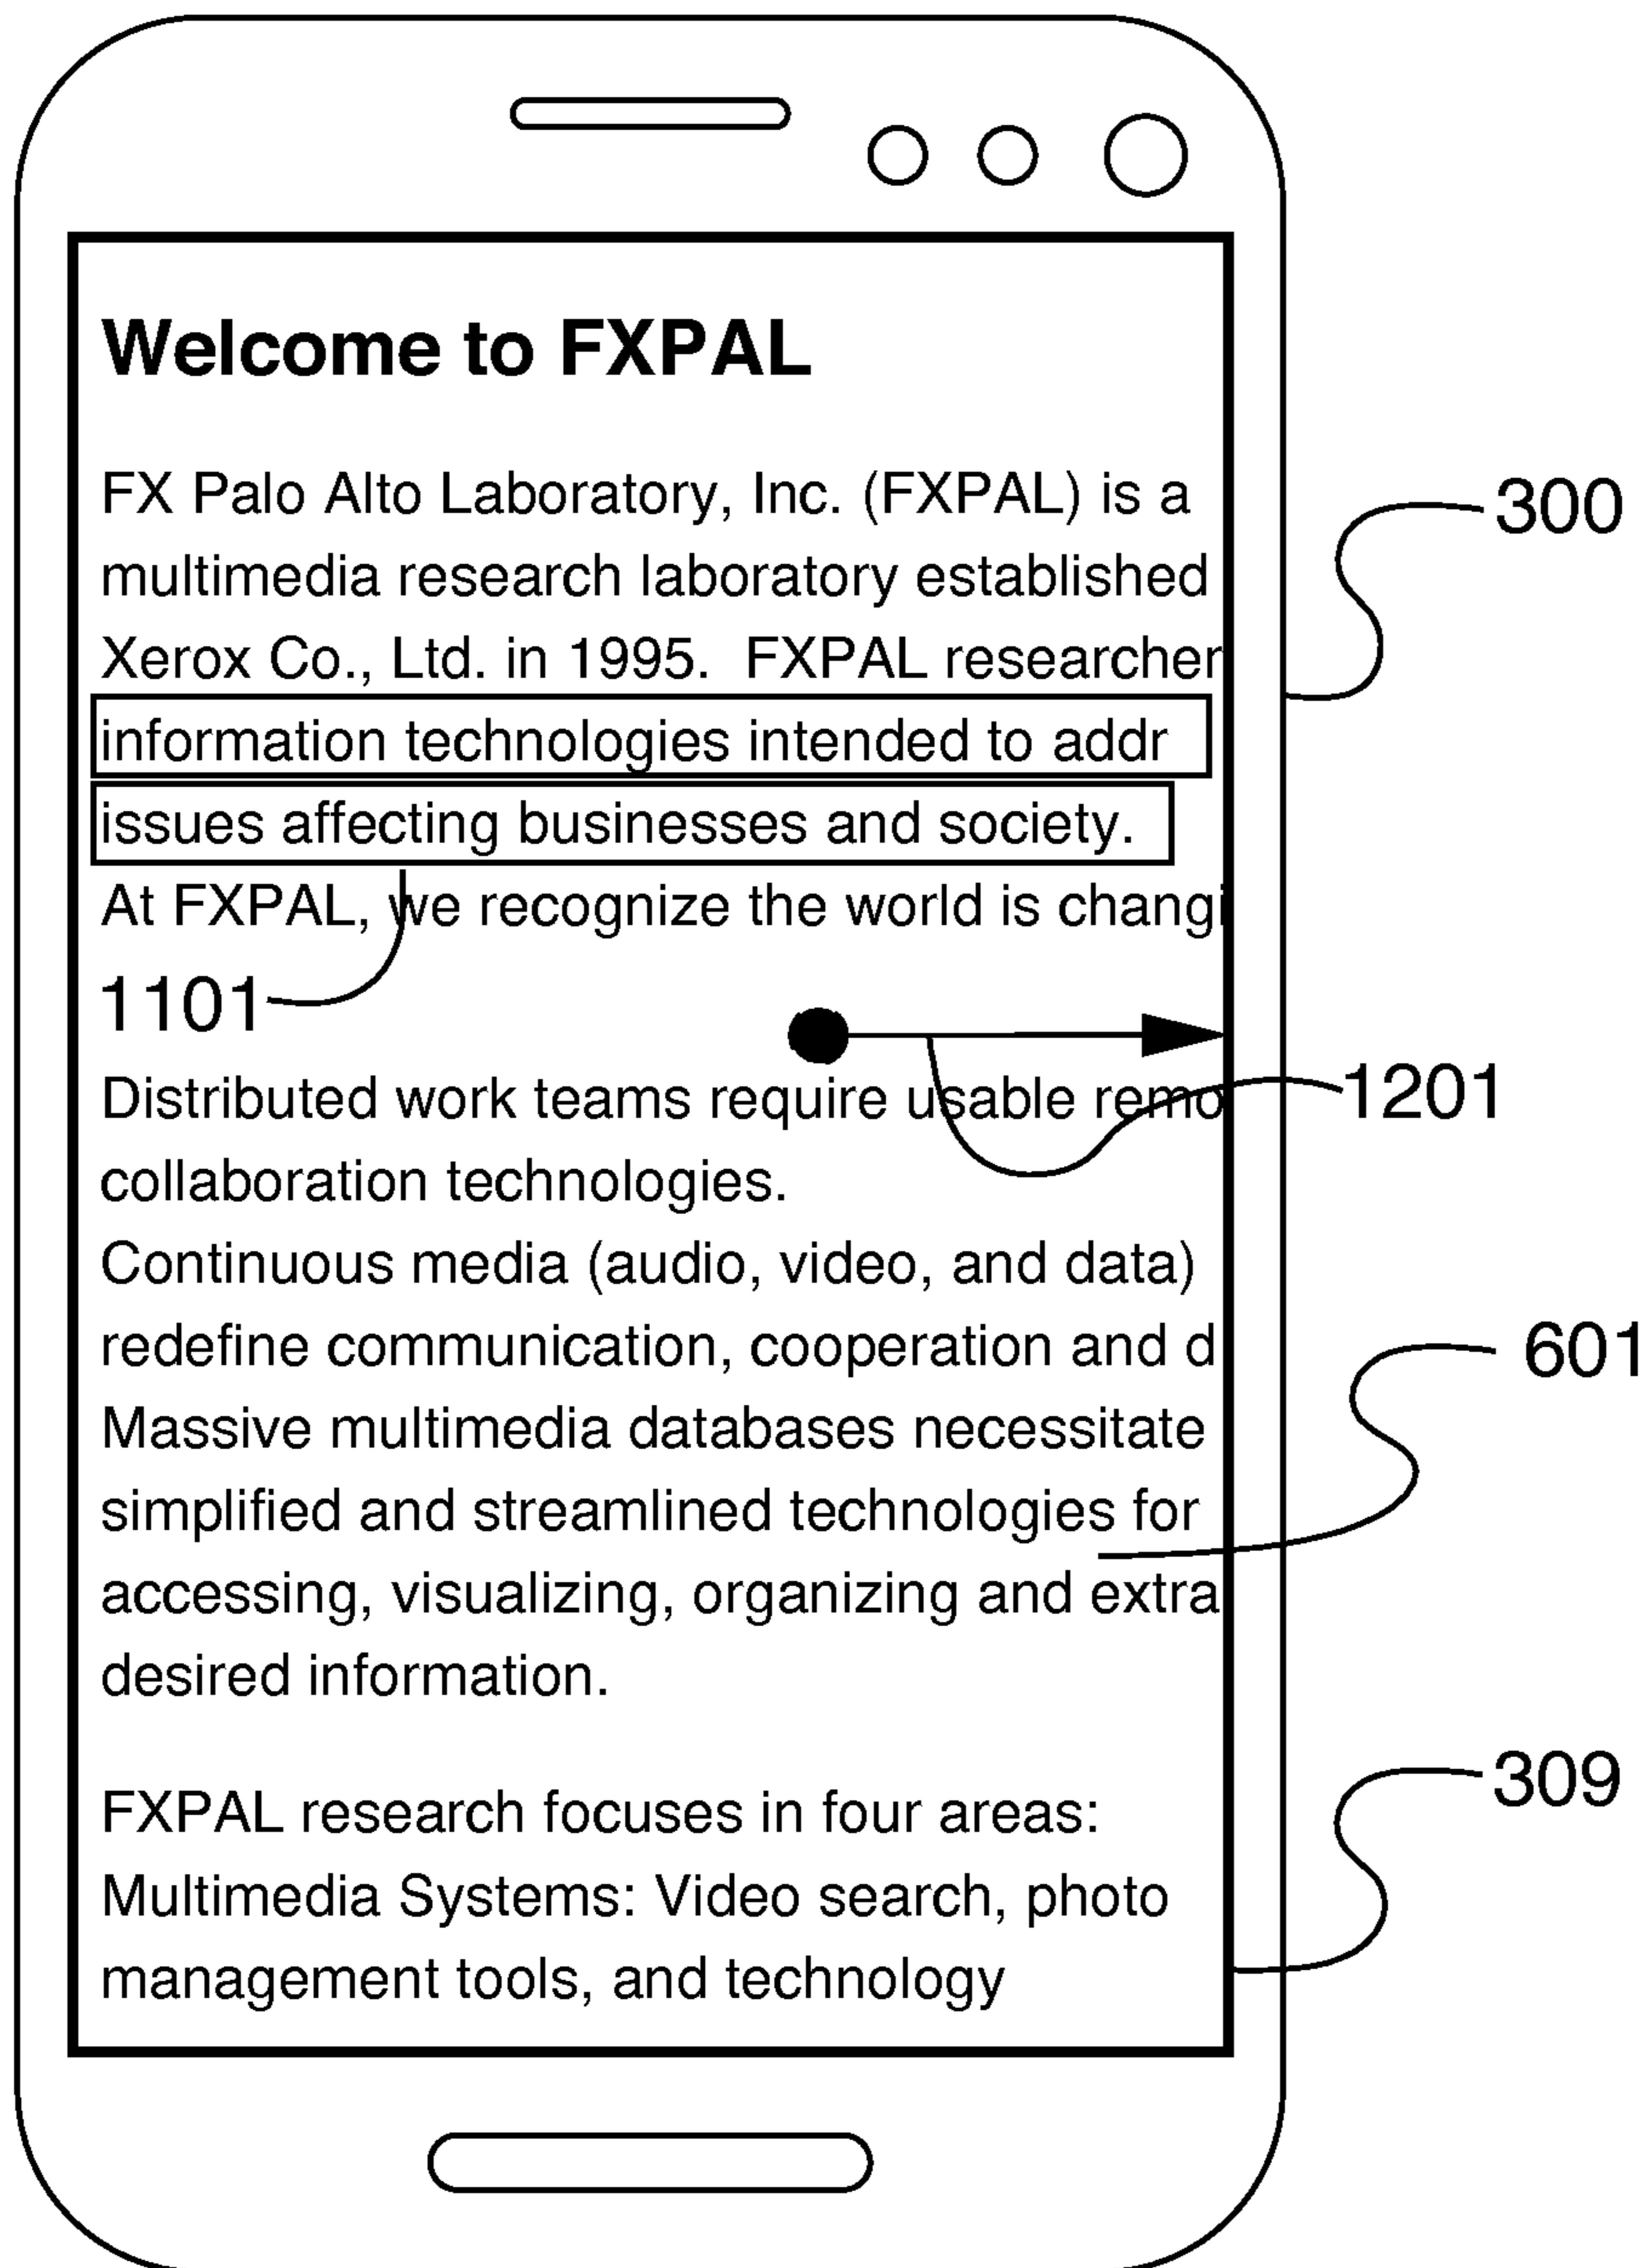 Welcome to FXPAL
FX Palo Alto Laboratory, Inc. (FXPAL) is a
300
multimedia research laboratory established
Xerox Co., Ltd. in 1995.  FXPAL researcher
information technologies intended to addr
issues affecting businesses and society.
At FXPAL, we recognize the world is changi
1101
1201
Distributed work teams require usable remo
collaboration technologies.
Continuous media (audio, video, and data)
redefine communication, cooperation and d
601
Massive multimedia databases necessitate
simplified and streamlined technologies for
accessing, visualizing, organizing and extra
desired information.
309
FXPAL research focuses in four areas:
Multimedia Systems: Video search, photo
management tools, and technology